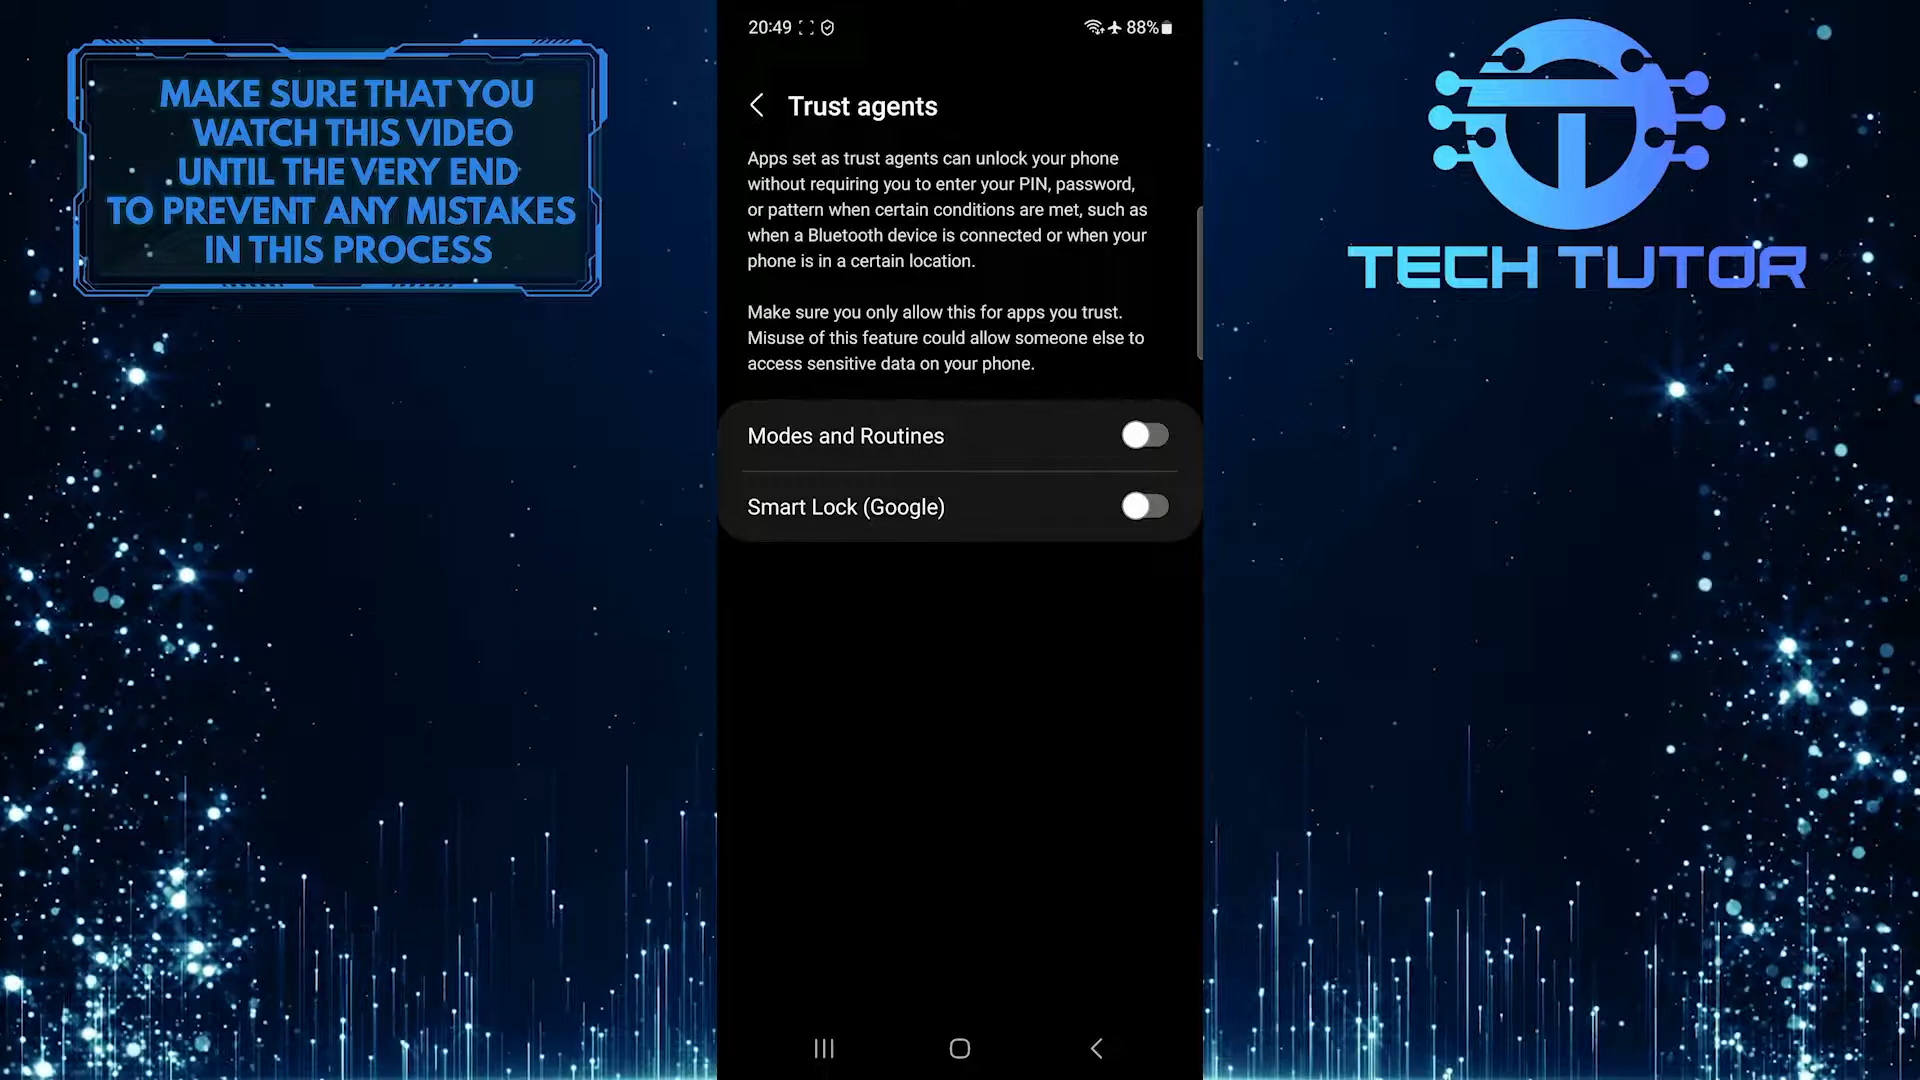 MAKE SURE THAT YOU
WATCH THIS VIDEO
UNTIL THE VERY END
TO PREVENT ANY MISTAKES
IN THIS PROCESS
20:49
88%
Trust agents
Apps set as trust agents can unlock your phone
without requiring you to enter your PIN, password,
or pattern when certain conditions are met, such as
when a Bluetooth device is connected or when your
phone is in a certain location.
Make sure you only allow this for apps you trust.
Misuse of this feature could allow someone else to
access sensitive data on your phone.
Modes and Routines
Smart Lock (Google)
TECH TUTOR